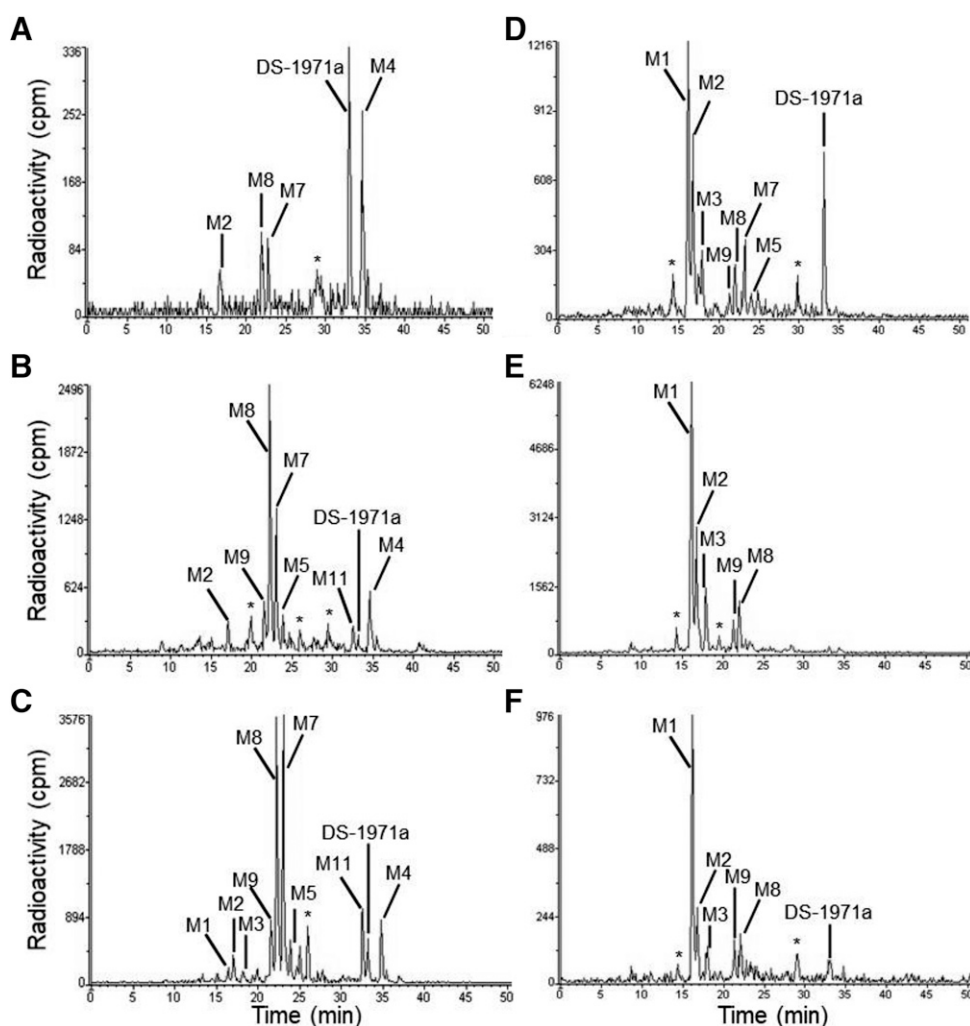 A
Radioactivity (cpm)
336
252
168
84
0
DS-1971a
M4
M8
M7
M2
*
0 5 10 15 20 25 30 35 40 45 50
B
Radioactivity (cpm)
2496
1872
1248
624
0
M8
M7
DS-1971a
M9
M5
M4
M2
M11
* * *
0 5 10 15 20 25 30 35 40 45 50
C
Radioactivity (cpm)
3576
2682
1788
894
0
M8
M7
DS-1971a
M11
M4
M9
M5
M2
M1
M3
*
0 5 10 15 20 25 30 35 40 45 50
Time (min)
D
1216
912
608
304
0
M1
M2
DS-1971a
M3
M8
M7
M9
M5
* *
0 5 10 15 20 25 30 35 40 45 50
E
6248
4686
3124
1562
0
M1
M2
M3
M9
M8
* *
0 5 10 15 20 25 30 35 40 45 50
F
976
732
488
244
0
M1
M2
M9
M3
M8
DS-1971a
* *
0 5 10 15 20 25 30 35 40 45 50
Time (min)